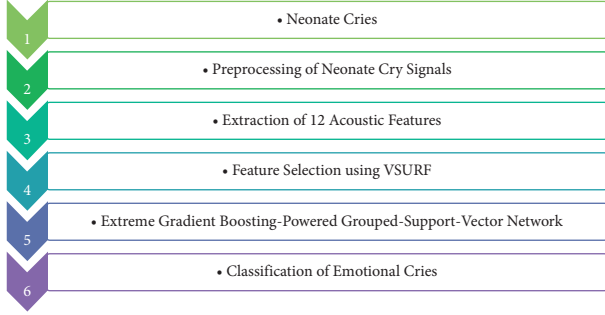 1
• Neonate Cries
2
• Preprocessing of Neonate Cry Signals
3
• Extraction of 12 Acoustic Features
4
• Feature Selection using VSURF
5
• Extreme Gradient Boosting-Powered Grouped-Support-Vector Network
6
• Classification of Emotional Cries